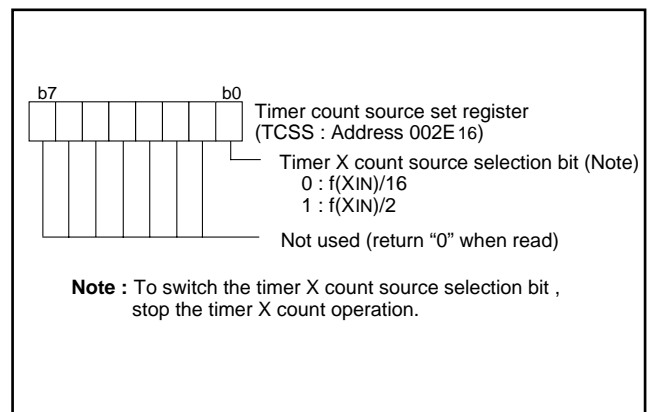 b7 b0
Timer count source set register
(TCSS : Address 002E16)
Timer X count source selection bit (Note)
0 : f(XIN)/16
1 : f(XIN)/2
Not used (return “0” when read)
Note : To switch the timer X count source selection bit ,
stop the timer X count operation.